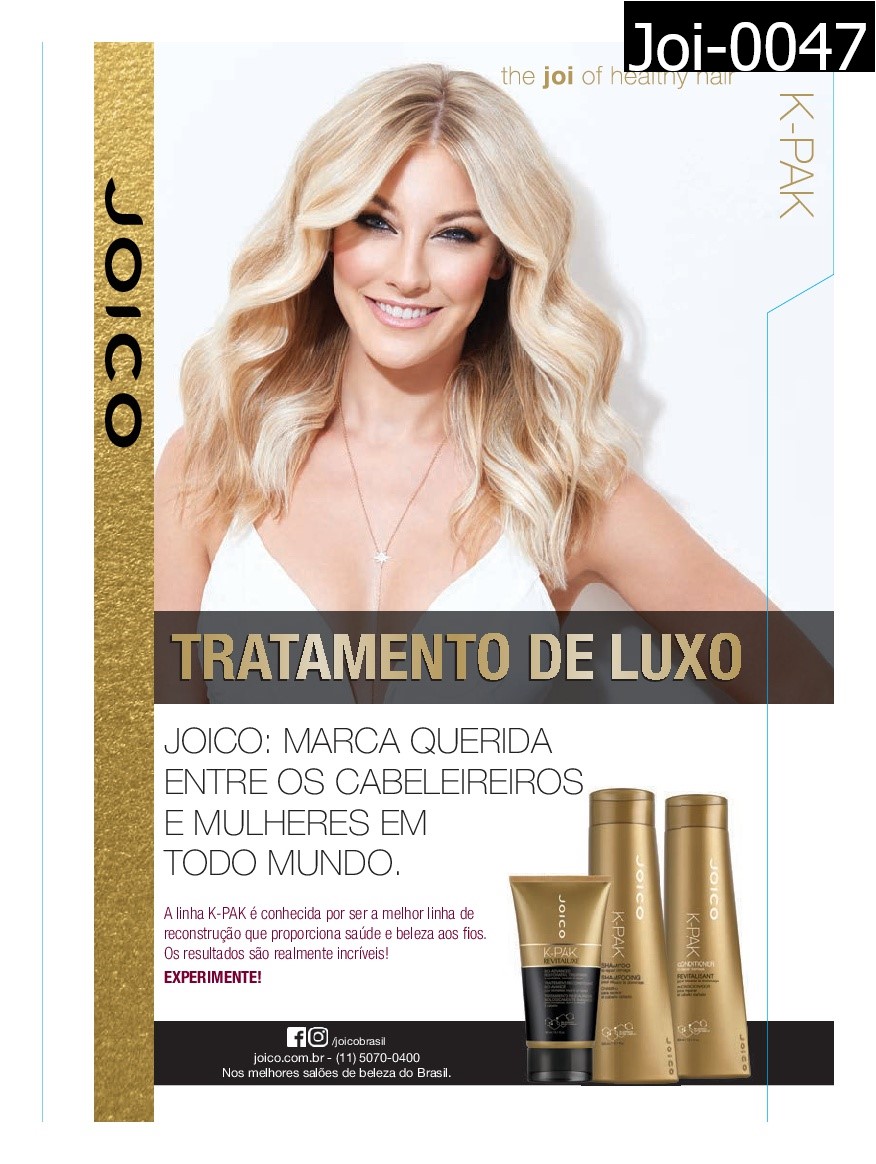 Joi-0047
the joi of healthy hair
K-PAK
JOICO
TRATAMENTO DE LUXO
JOICO: MARCA QUERIDA
ENTRE OS CABELEIREIROS
E MULHERES EM
TODO MUNDO.
A linha K-PAK é conhecida por ser a melhor linha de
reconstrução que proporciona saúde e beleza aos fios.
Os resultados são realmente incríveis!
EXPERIMENTE!
/joicobrasil
joico.com.br - (11) 5070-0400
Nos melhores salões de beleza do Brasil.
JOICO
K-PAK
REVITALUXE
JOICO
K-PAK
SHAMPOO
SHAMPOOING
JOICO
K-PAK
CONDITIONER
REVITALISANT